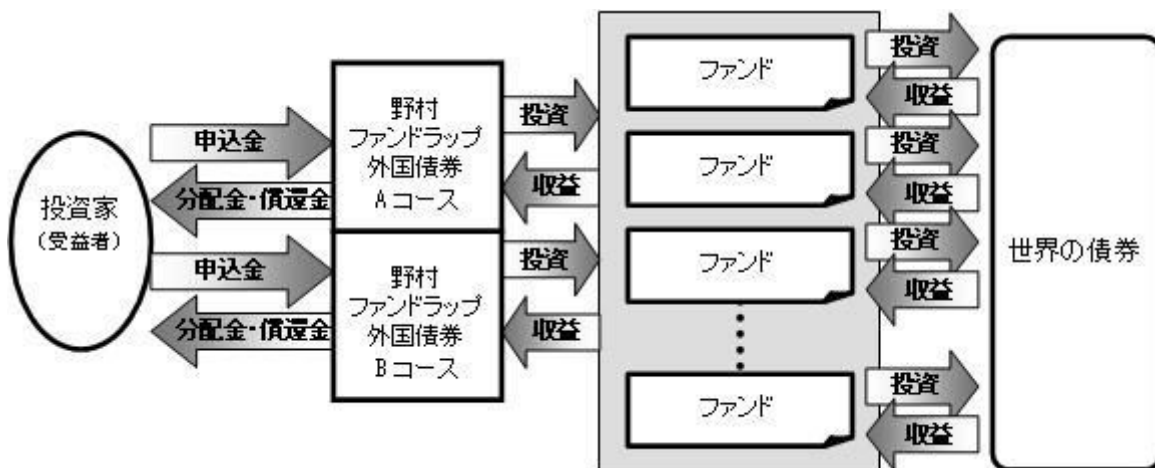 投資家
(受益者)
申込金
分配金・償還金
申込金
分配金・償還金
野村
ファンドラップ
外国債券
Aコース
野村
ファンドラップ
外国債券
Bコース
投資
収益
投資
収益
ファンド
ファンド
ファンド
ファンド
投資
収益
投資
収益
投資
収益
投資
収益
世界の債券